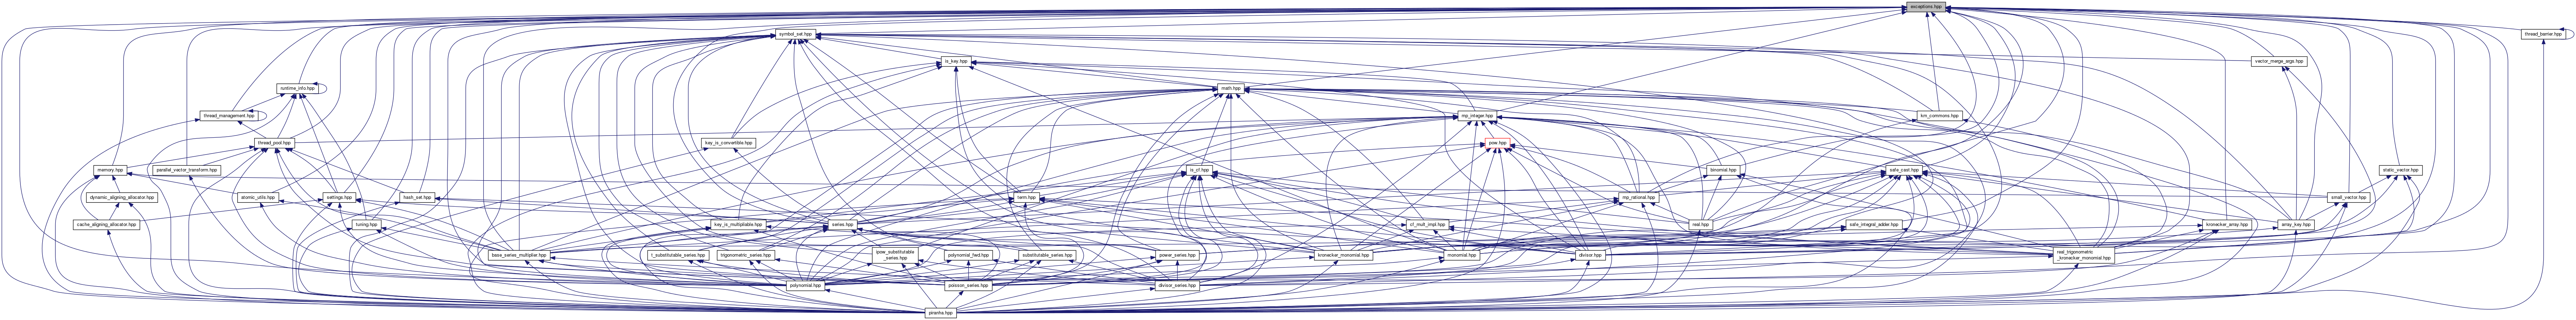 exceptions.hpp
symbol_set.hpp
thread_barrier.hpp
is_key.hpp
vector_merge_args.hpp
runtime_info.hpp
math.hpp
thread_management.hpp
mp_integer.hpp
km_commons.hpp
thread_pool.hpp
key_is_convertible.hpp
pow.hpp
memory.hpp
parallel_vector_transform.hpp
is_cf.hpp
binomial.hpp
safe_cast.hpp
static_vector.hpp
dynamic_aligning_allocator.hpp
atomic_utils.hpp
settings.hpp
hash_set.hpp
term.hpp
mp_rational.hpp
small_vector.hpp
cache_aligning_allocator.hpp
tuning.hpp
key_is_multipliable.hpp
series.hpp
cf_mult_impl.hpp
real.hpp
safe_integral_adder.hpp
kronecker_array.hpp
array_key.hpp
base_series_multiplier.hpp
t_substitutable_series.hpp
trigonometric_series.hpp
ipow_substitutable
_series.hpp
polynomial_fwd.hpp
substitutable_series.hpp
power_series.hpp
kronecker_monomial.hpp
monomial.hpp
divisor.hpp
real_trigonometric
_kronecker_monomial.hpp
polynomial.hpp
poisson_series.hpp
divisor_series.hpp
piranha.hpp